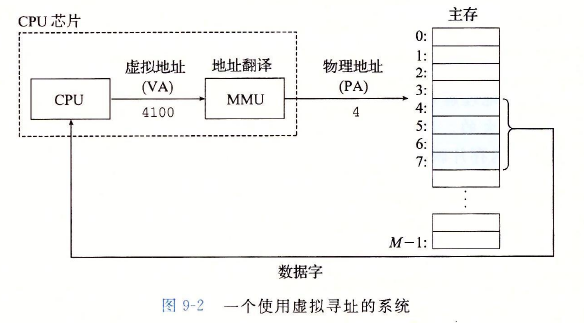 CPU 芯片
主存
虚拟地址
(VA)
地址翻译
物理地址
(PA)
CPU
4100
MMU
4
0:
1:
2:
3:
4:
5:
6:
7:
M−1:
数据字
图 9-2 一个使用虚拟寻址的系统